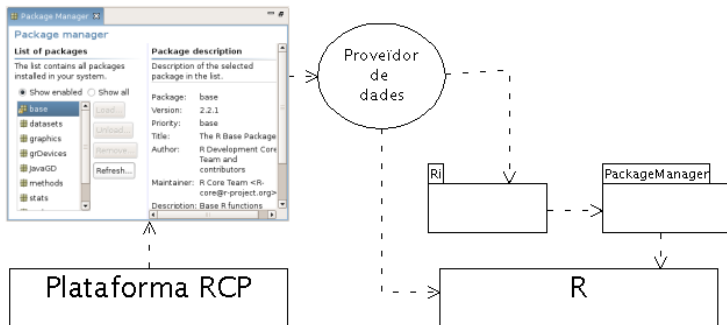 Package Manager
Package manager
List of packages
The list contains all packages
installed in your system.
Show enabled
Show all
base
datasets
graphics
grDevices
JavaGD
methods
stats
Load...
Unload...
Remove...
Refresh...
Package description
Description of the selected
package in the list.
Package: base
Version: 2.2.1
Priority: base
Title: The R Base Package
Author: R Development Core
Team and
contributors
Maintainer: R Core Team <R-
core@r-project.org>
Description: Base R functions
Proveïdor
de
dades
Ri
PackageManager
Plataforma RCP
R